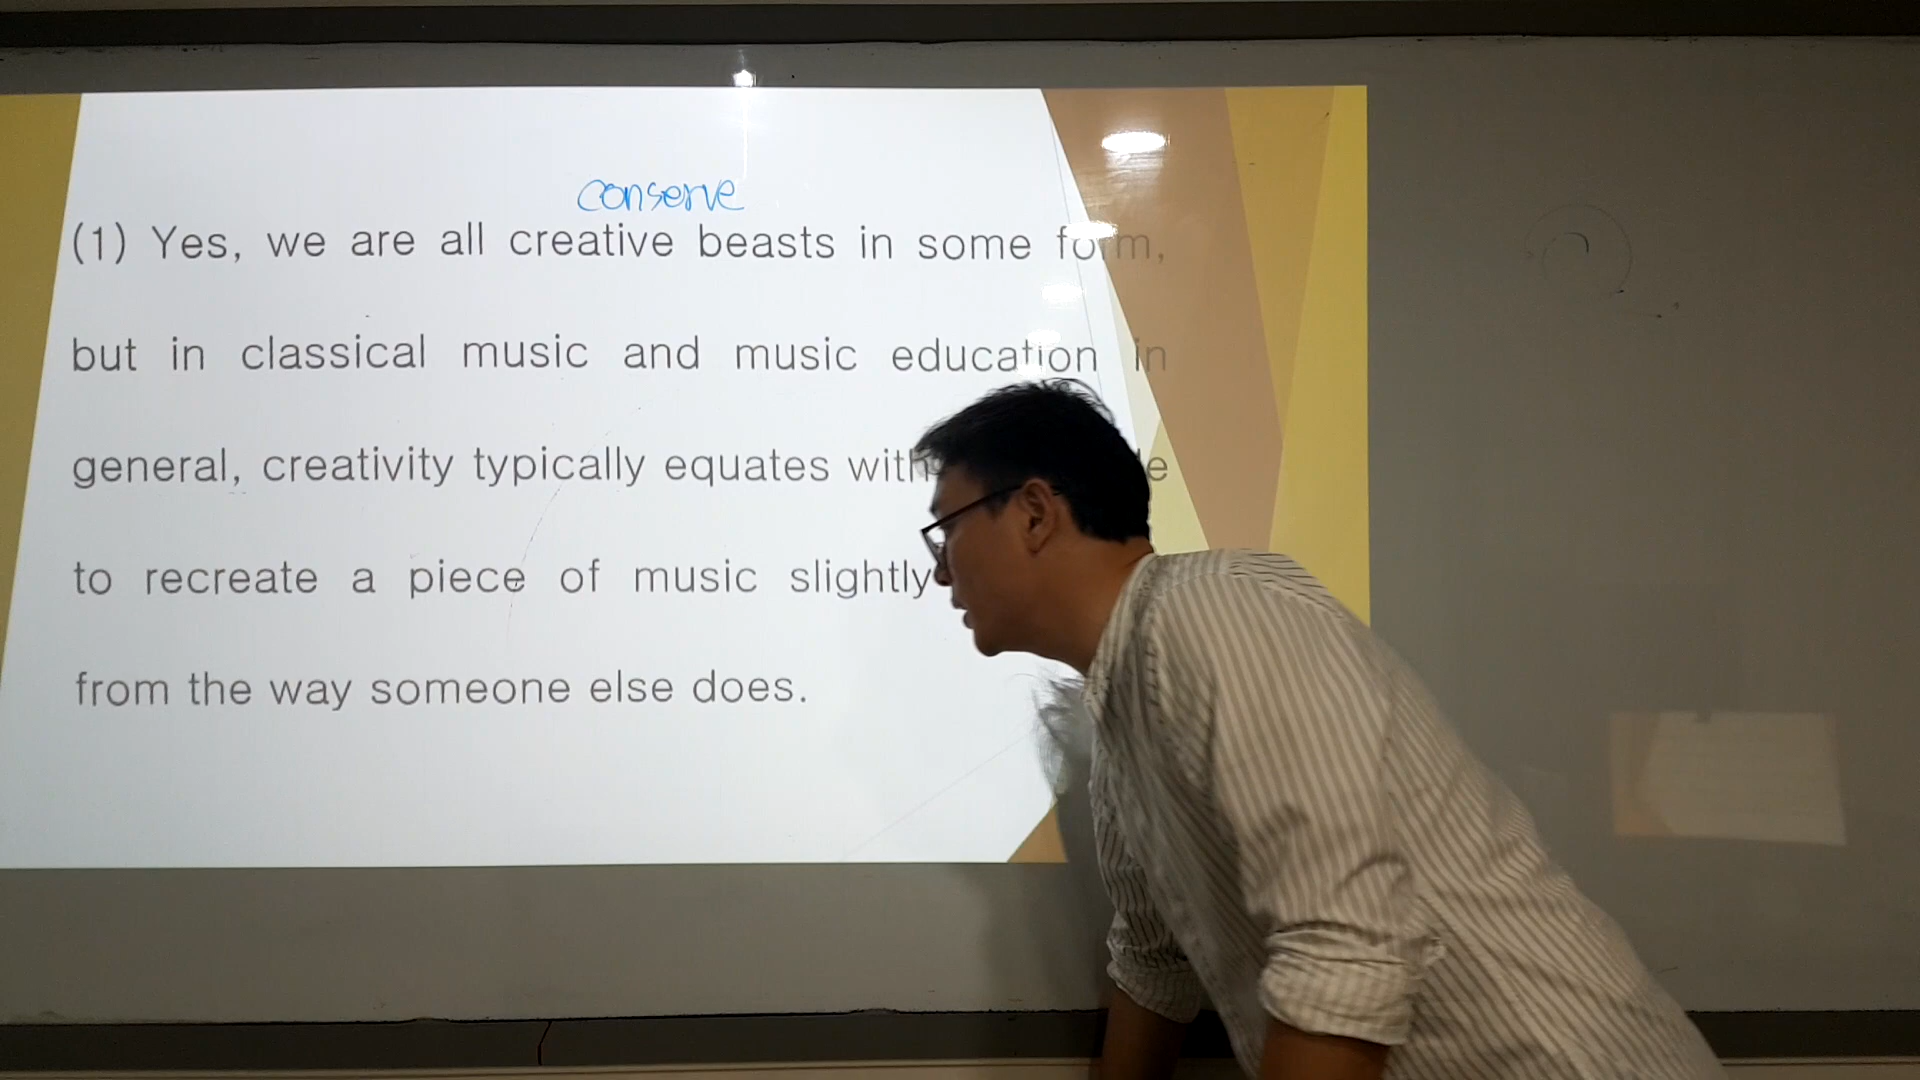 conserve
(1) Yes, we are all creative beasts in some form,
but in classical music and music education in
general, creativity typically equates with
to recreate a piece of music slightly
from the way someone else does.